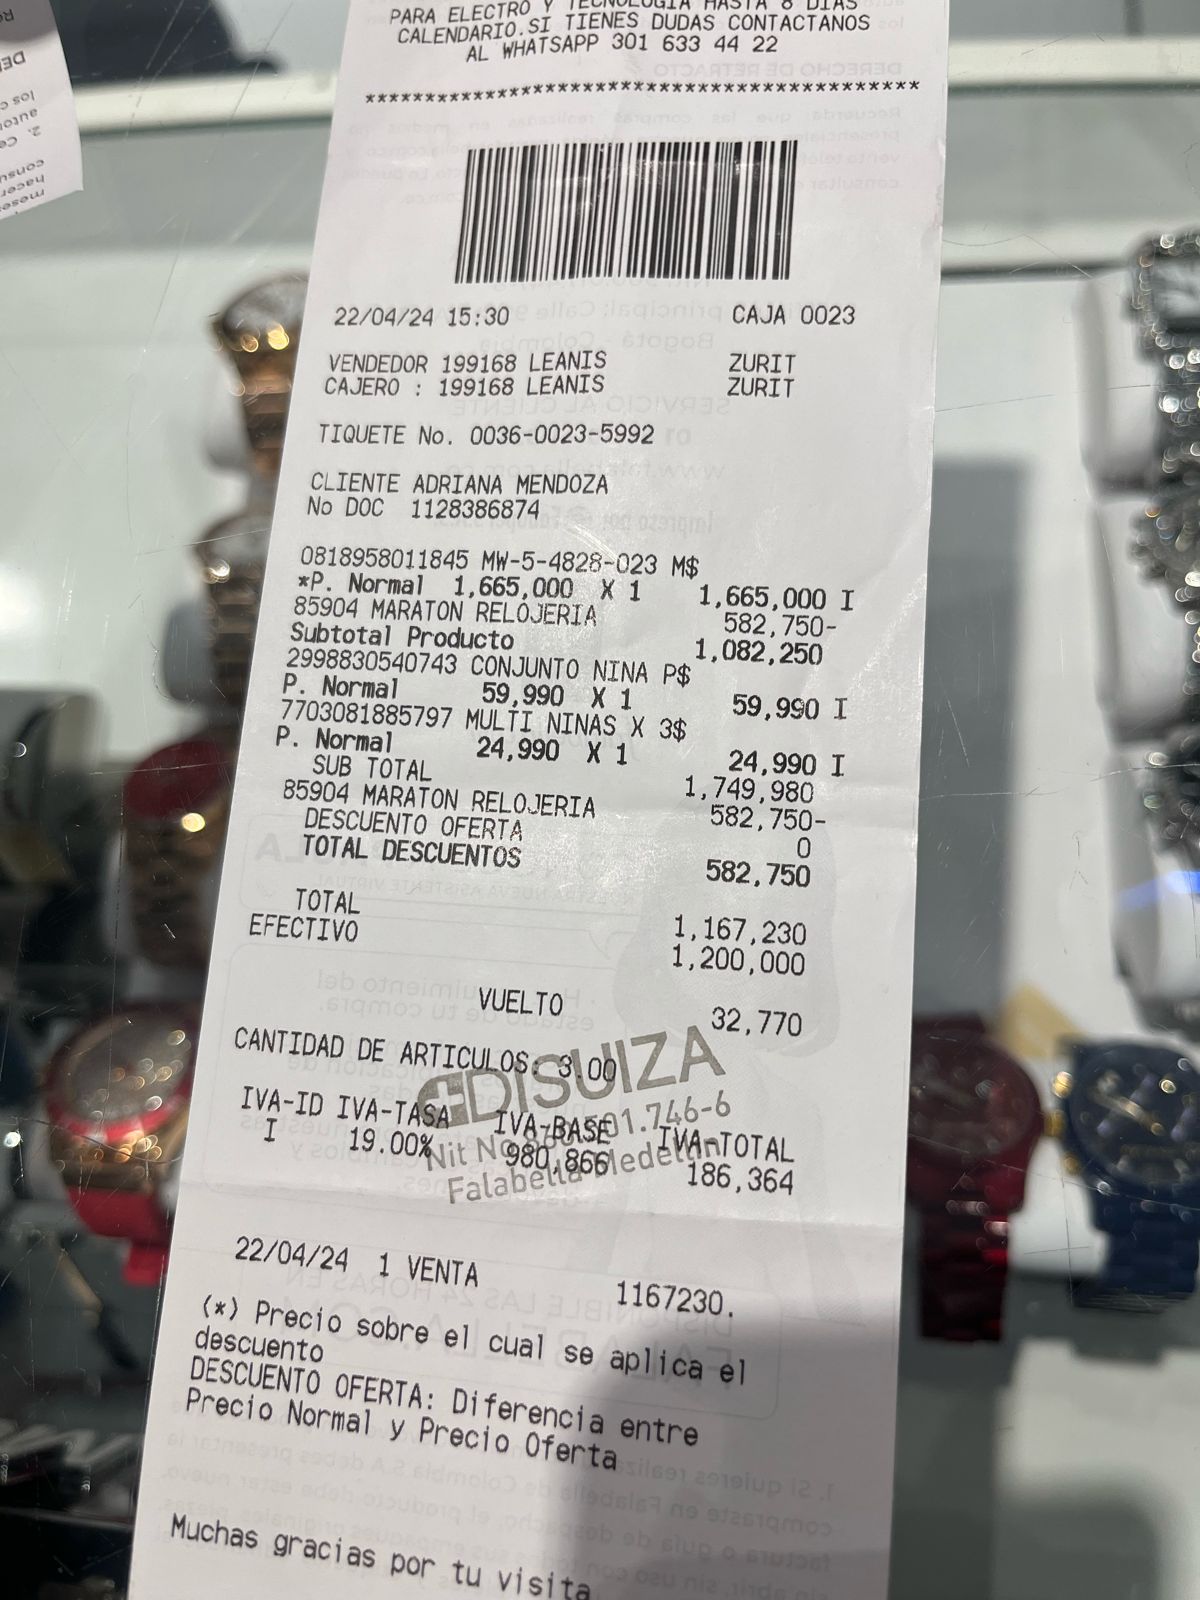 PARA ELECTRO Y TECNOLOGIA HASTA 8 DIAS
CALENDARIO.SI TIENES DUDAS CONTACTANOS
AL WHATSAPP 301 633 44 22
********************************************
22/04/24 15:30 CAJA 0023
VENDEDOR 199168 LEANIS ZURIT
CAJERO : 199168 LEANIS ZURIT
TIQUETE No. 0036-0023-5992
CLIENTE ADRIANA MENDOZA
No DOC 1128386874
0818958011845 MW-5-4828-023 M$
*P. Normal 1,665,000 X 1 1,665,000 I
85904 MARATON RELOJERIA 582,750-
Subtotal Producto 1,082,250
2998830540743 CONJUNTO NINA P$
P. Normal 59,990 X 1 59,990 I
7703081885797 MULTI NINAS X 3$
P. Normal 24,990 X 1 24,990 I
SUB TOTAL 1,749,980
85904 MARATON RELOJERIA 582,750-
DESCUENTO OFERTA 0
TOTAL DESCUENTOS 582,750
TOTAL 1,167,230
EFECTIVO 1,200,000
VUELTO 32,770
CANTIDAD DE ARTICULOS: 3.00
DISUIZA
IVA-ID IVA-TASA IVA-BASE IVA-TOTAL
I 19.00% 980,866 186,364
Nit No 01.746-6
Falabella Medellin
22/04/24 1 VENTA 1167230.
(*) Precio sobre el cual se aplica el
descuento
DESCUENTO OFERTA: Diferencia entre
Precio Normal y Precio Oferta
Muchas gracias por tu visita